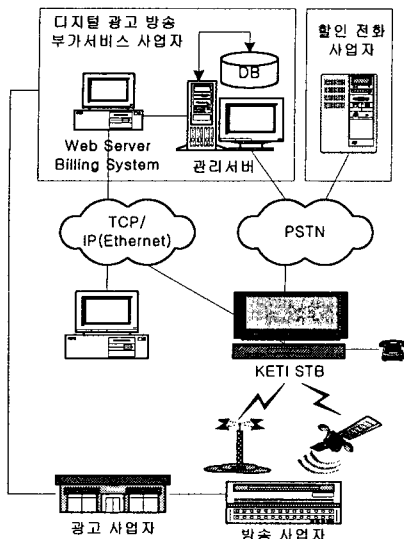 디지털 광고 방송
부가서비스 사업자
할인 전화
사업자
DB
Web Server
Billing System
관리서버
TCP/
IP(Ethernet)
PSTN
KETI STB
광고 사업자
방송 사업자